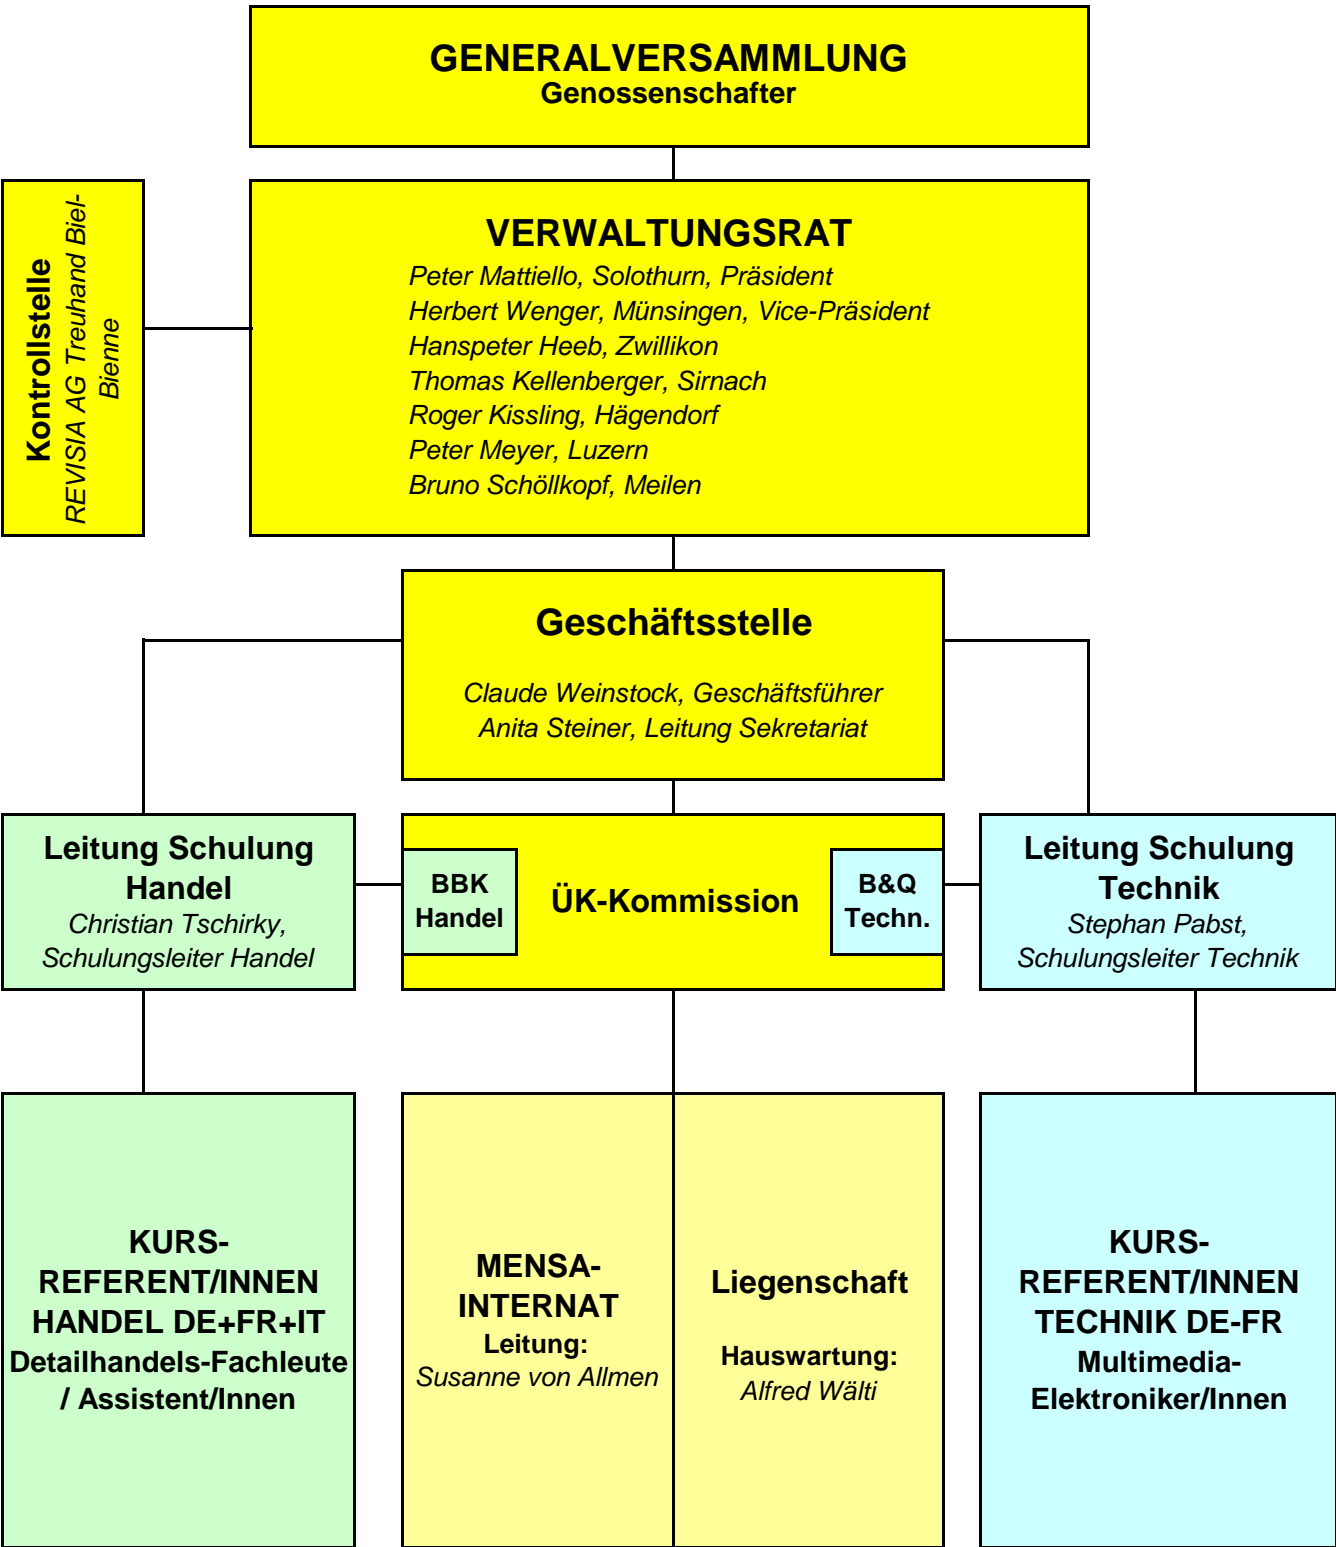 GENERALVERSAMMLUNG
Genossenschafter
Kontrollstelle
REVISIA AG Treuhand Biel-
Bienne
VERWALTUNGSRAT
Peter Mattiello, Solothurn, Präsident
Herbert Wenger, Münsingen, Vice-Präsident
Hanspeter Heeb, Zwillikon
Thomas Kellenberger, Sirnach
Roger Kissling, Hägendorf
Peter Meyer, Luzern
Bruno Schöllkopf, Meilen
Geschäftsstelle
Claude Weinstock, Geschäftsführer
Anita Steiner, Leitung Sekretariat
Leitung Schulung
Handel
Christian Tschirky,
Schulungsleiter Handel
BBK
Handel
ÜK-Kommission
B&Q
Techn.
Leitung Schulung
Technik
Stephan Pabst,
Schulungsleiter Technik
KURS-
REFERENT/INNEN
HANDEL DE+FR+IT
Detailhandels-Fachleute
/ Assistent/Innen
MENSA-
INTERNAT
Leitung:
Susanne von Allmen
Liegenschaft
Hauswartung:
Alfred Wälti
KURS-
REFERENT/INNEN
TECHNIK DE-FR
Multimedia-
Elektroniker/Innen